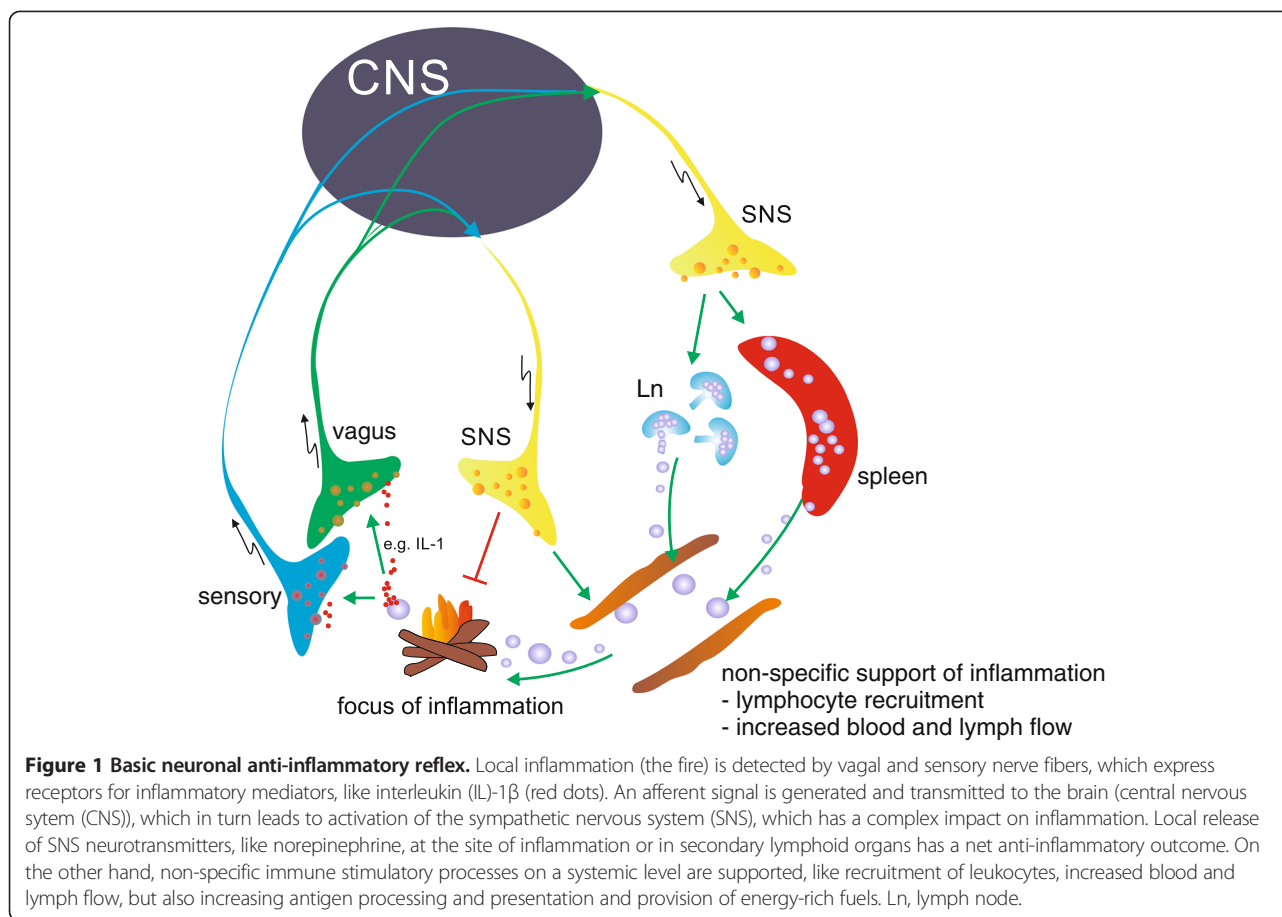 CNS
SNS
Ln
vagus
SNS
spleen
e.g. IL-1
sensory
focus of inflammation
non-specific support of inflammation
- lymphocyte recruitment
- increased blood and lymph flow
Figure 1 Basic neuronal anti-inflammatory reflex. Local inflammation (the fire) is detected by vagal and sensory nerve fibers, which express
receptors for inflammatory mediators, like interleukin (IL)-1β (red dots). An afferent signal is generated and transmitted to the brain (central nervous
sytem (CNS)), which in turn leads to activation of the sympathetic nervous system (SNS), which has a complex impact on inflammation. Local release
of SNS neurotransmitters, like norepinephrine, at the site of inflammation or in secondary lymphoid organs has a net anti-inflammatory outcome. On
the other hand, non-specific immune stimulatory processes on a systemic level are supported, like recruitment of leukocytes, increased blood and
lymph flow, but also increasing antigen processing and presentation and provision of energy-rich fuels. Ln, lymph node.